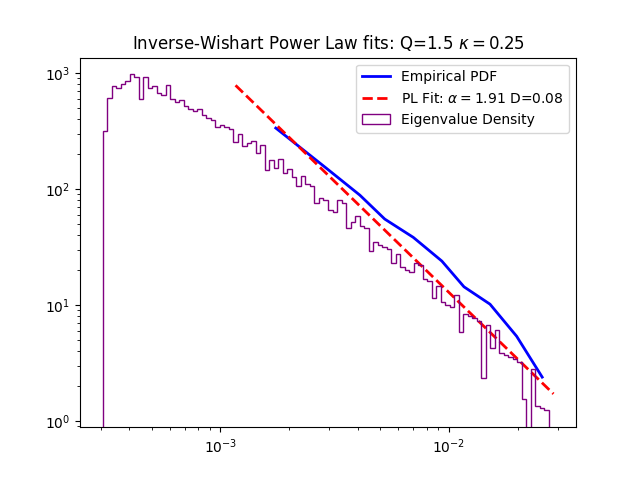 Inverse-Wishart Power Law fits: Q=1.5 κ = 0.25
Empirical PDF
PL Fit: α = 1.91 D=0.08
Eigenvalue Density
10³
10²
10¹
10⁰
10⁻³
10⁻²